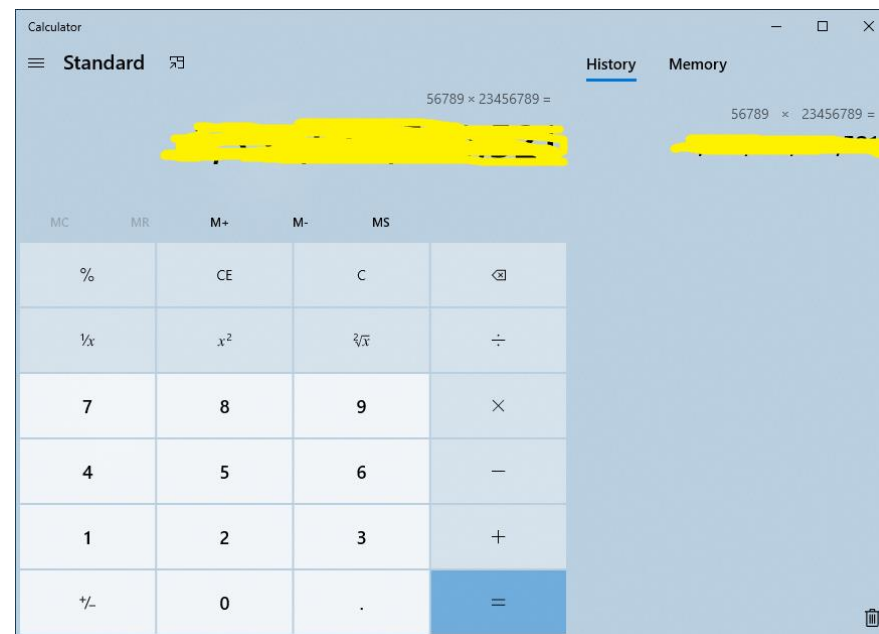 Calculator
Standard
History Memory
56789 × 23456789 =
56789 × 23456789 =
MC MR M+ M- MS
% CE C
¹/x x² ²√x ÷
7 8 9 ×
4 5 6 −
1 2 3 +
+/− 0 . =